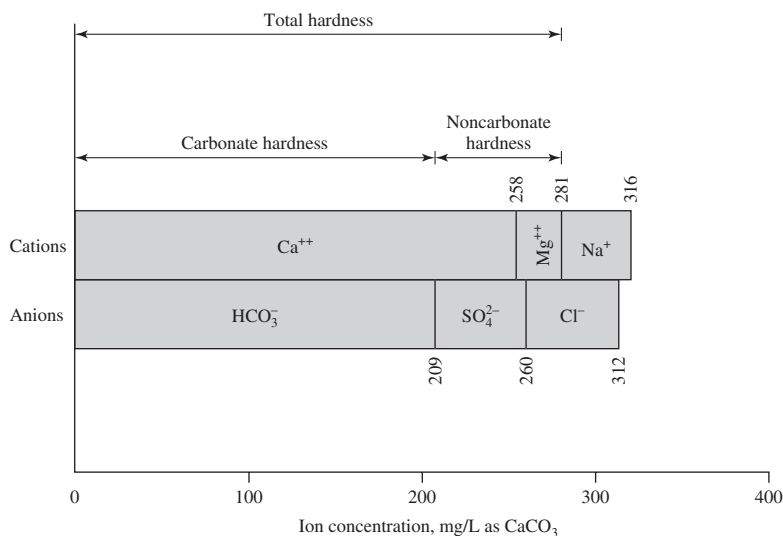 Total hardness
Carbonate hardness
Noncarbonate
hardness
258
281
316
Cations
Ca⁺⁺
Mg⁺⁺
Na⁺
Anions
HCO₃⁻
SO₄²⁻
Cl⁻
209
260
312
0 100 200 300 400
Ion concentration, mg/L as CaCO₃